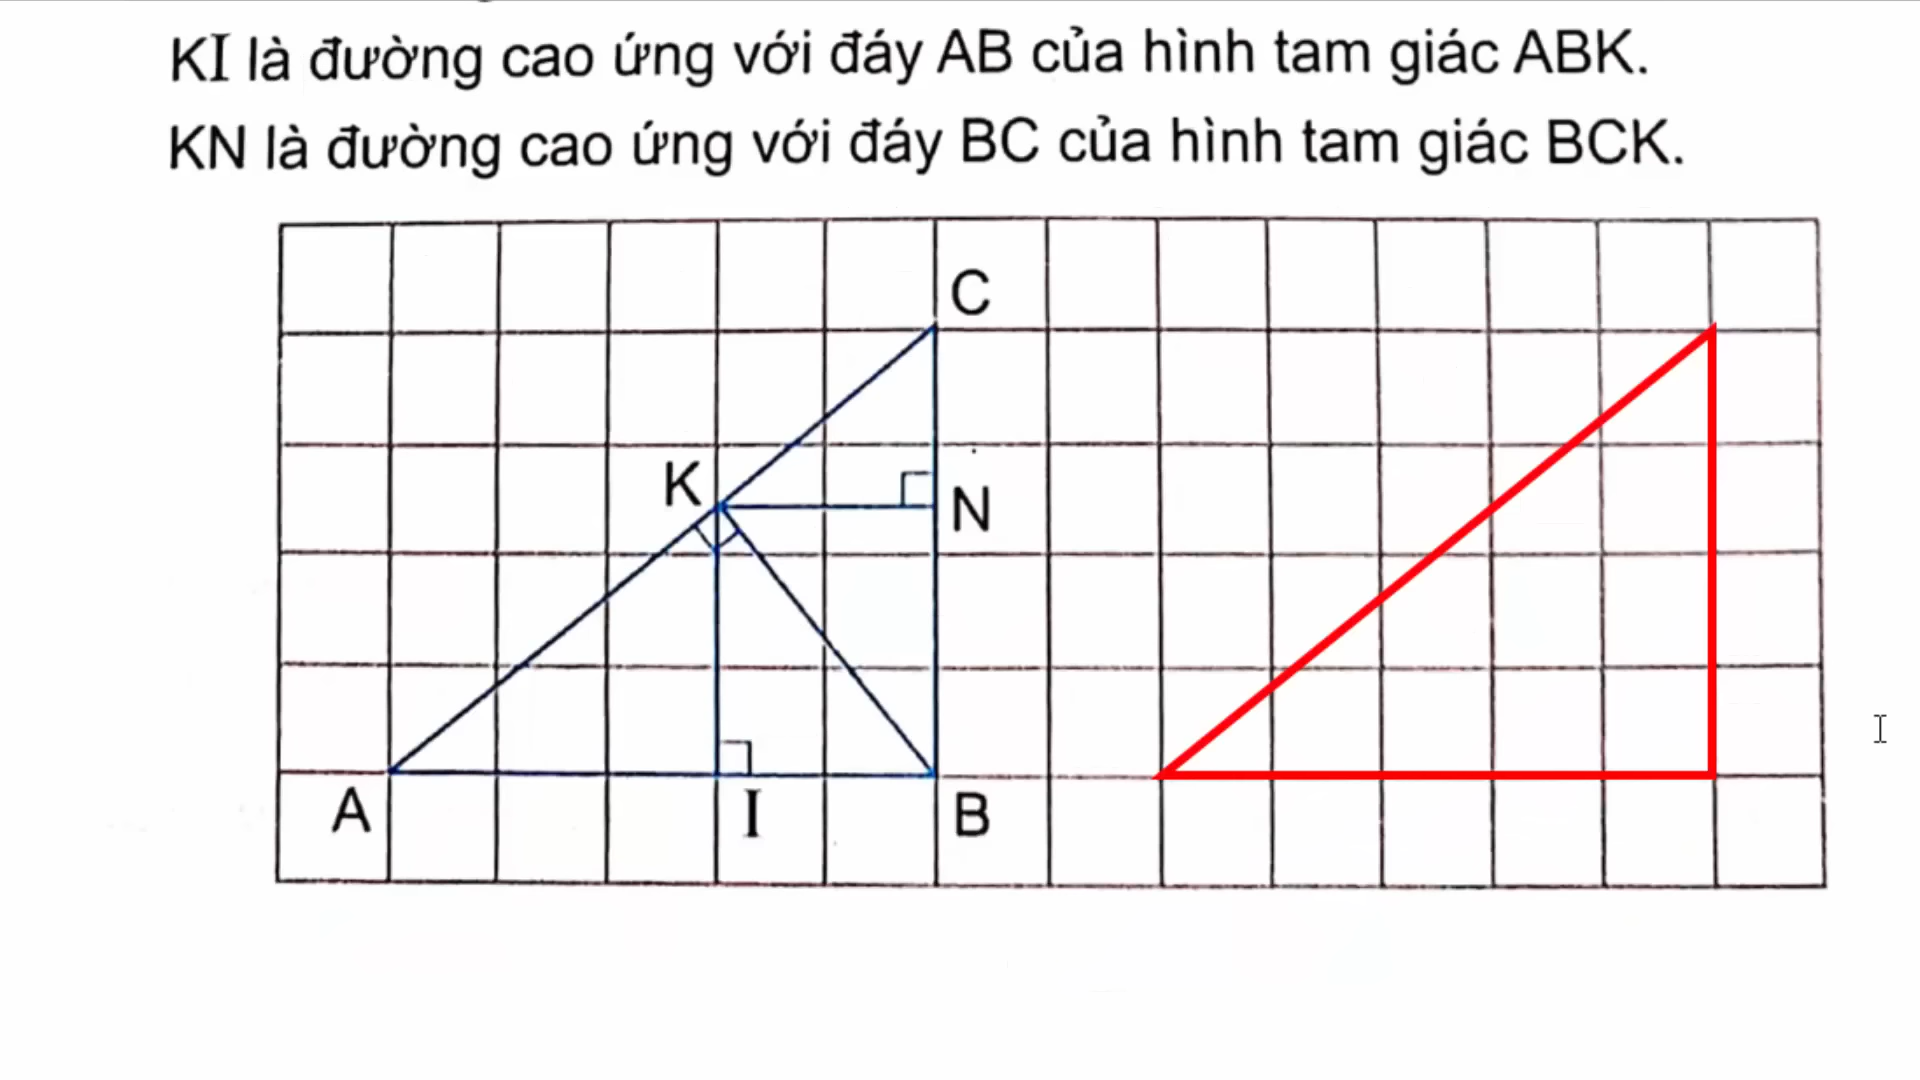 KI là đường cao ứng với đáy AB của hình tam giác ABK.
KN là đường cao ứng với đáy BC của hình tam giác BCK.
C
K
N
A
I
B